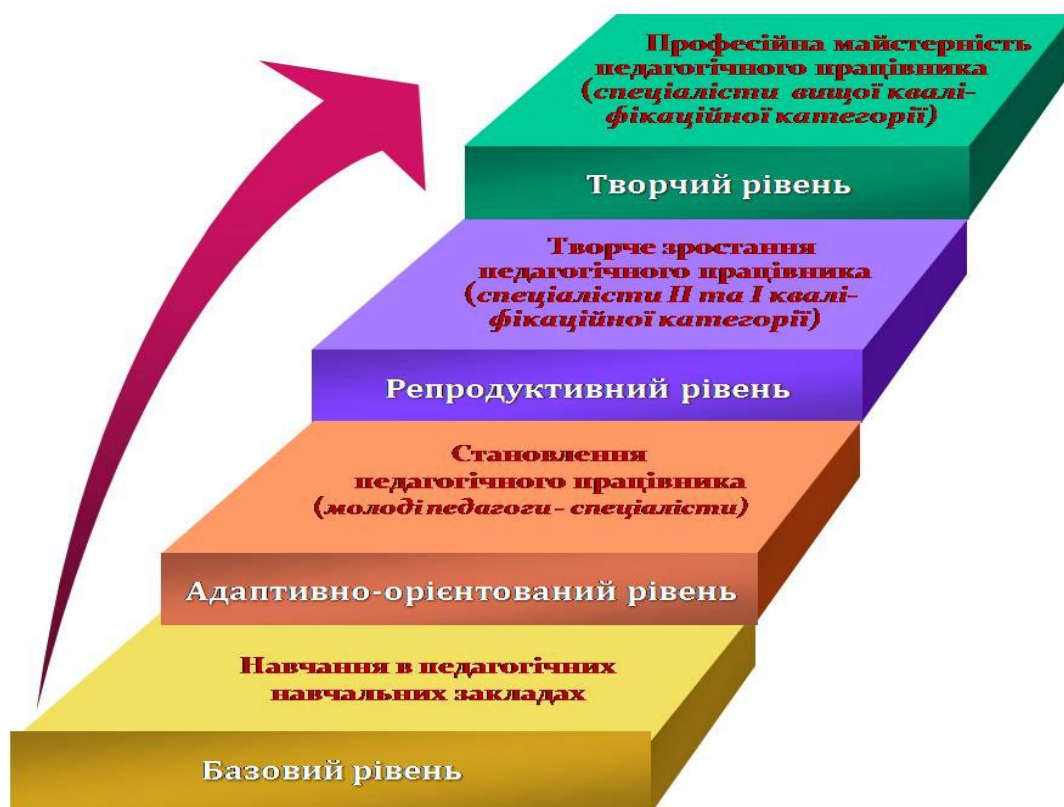 Професійна майстерність
педагогічного працівника
(спеціалісти вищої квалі-
фікаційної категорії)
Творчий рівень
Творче зростання
педагогічного працівника
(спеціалісти ІІ та І квалі-
фікаційної категорії)
Репродуктивний рівень
Становлення
педагогічного працівника
(молоді педагоги - спеціалісти)
Адаптивно-орієнтований рівень
Навчання в педагогічних
навчальних закладах
Базовий рівень